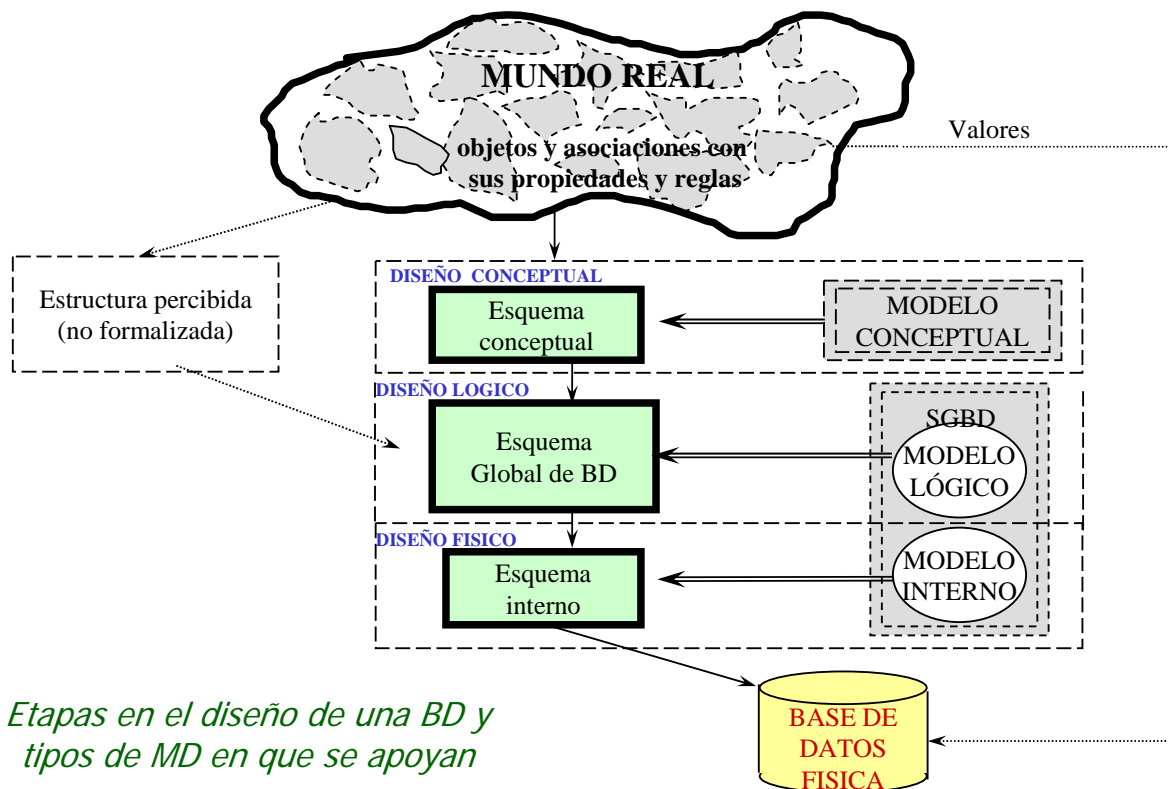 MUNDO REAL
objetos y asociaciones con
sus propiedades y reglas
Valores
Estructura percibida
(no formalizada)
DISEÑO CONCEPTUAL
Esquema
conceptual
MODELO
CONCEPTUAL
DISEÑO LOGICO
Esquema
Global de BD
SGBD
MODELO
LÓGICO
DISEÑO FISICO
Esquema
interno
MODELO
INTERNO
Etapas en el diseño de una BD y
tipos de MD en que se apoyan
BASE DE
DATOS
FISICA